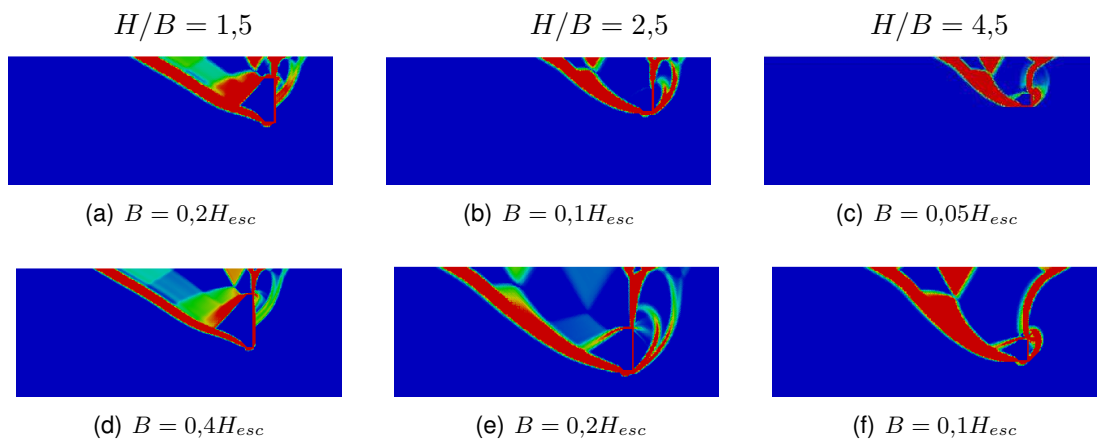 H/B = 1,5 H/B = 2,5 H/B = 4,5
(a) B = 0,2H_esc (b) B = 0,1H_esc (c) B = 0,05H_esc
(d) B = 0,4H_esc (e) B = 0,2H_esc (f) B = 0,1H_esc